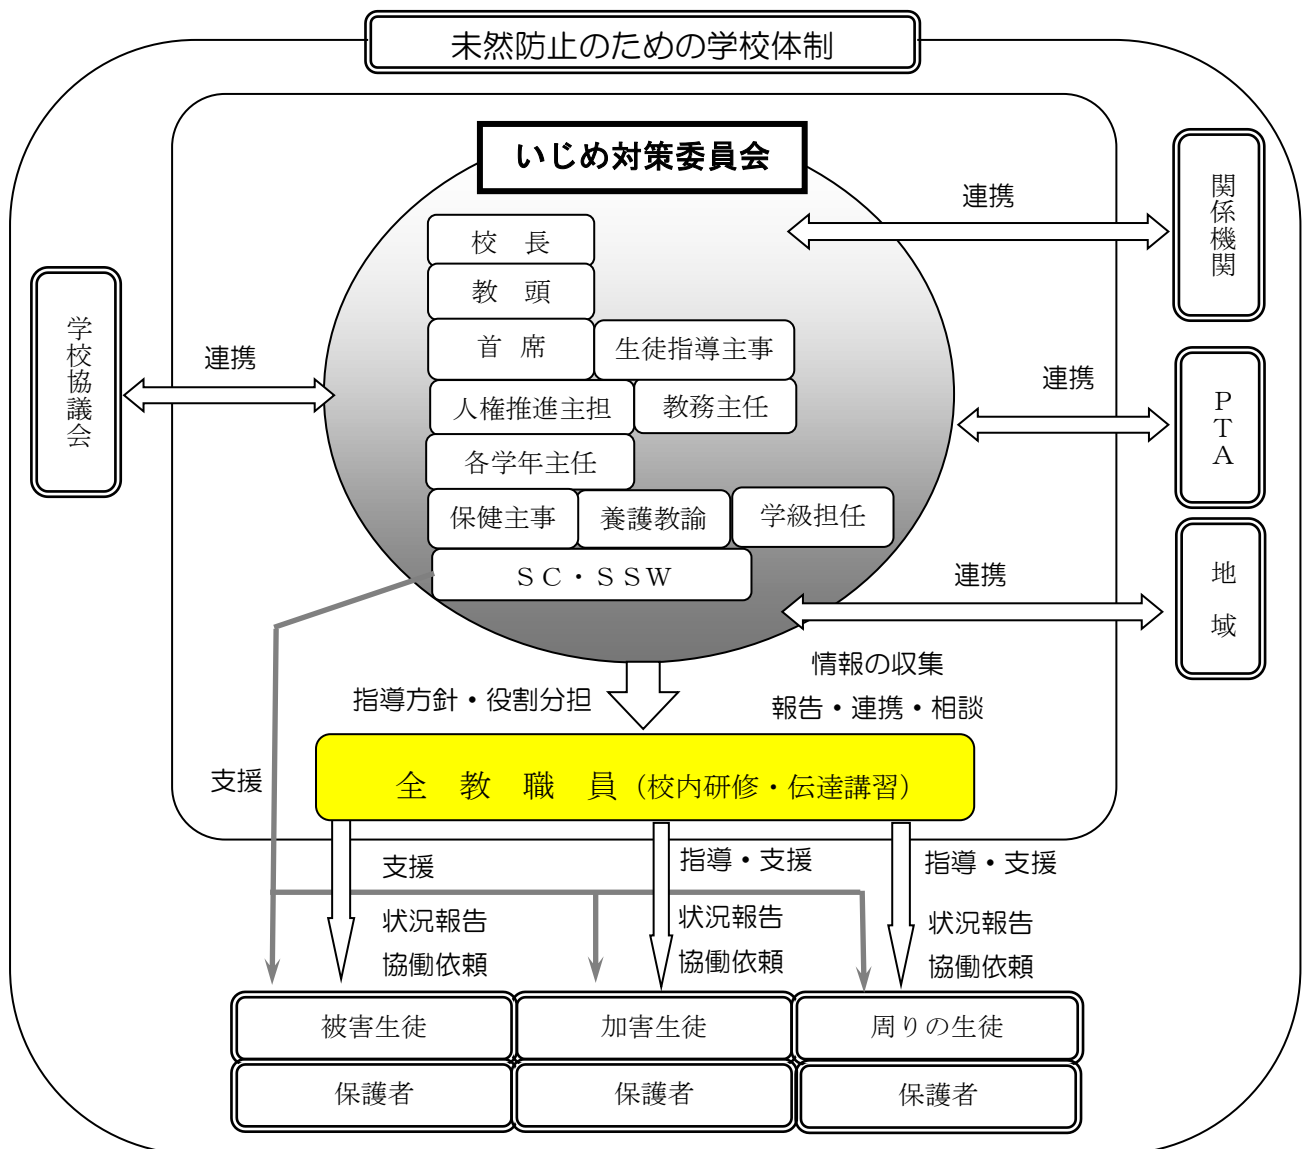 未然防止のための学校体制
いじめ対策委員会
校　長
教　頭
首　席
生徒指導主事
人権推進主担
教務主任
各学年主任
保健主事
養護教諭
学級担任
ＳＣ・ＳＳＷ
学校協議会
連携
連携
関係機関
連携
ＰＴＡ
連携
地　域
情報の収集
報告・連携・相談
指導方針・役割分担
全　教　職　員（校内研修・伝達講習）
支援
支援
状況報告
協働依頼
指導・支援
状況報告
協働依頼
指導・支援
状況報告
協働依頼
被害生徒
加害生徒
周りの生徒
保護者
保護者
保護者